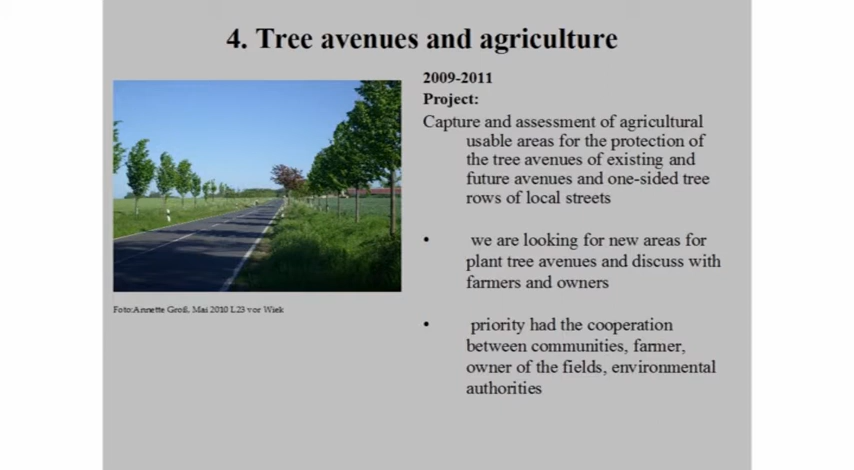 4. Tree avenues and agriculture
2009-2011
Project:
Capture and assessment of agricultural
usable areas for the protection of
the tree avenues of existing and
future avenues and one-sided tree
rows of local streets
• we are looking for new areas for
plant tree avenues and discuss with
farmers and owners
• priority had the cooperation
between communities, farmer,
owner of the fields, environmental
authorities
Foto:Annette Groß, Mai 2010 L23 vor Wiek